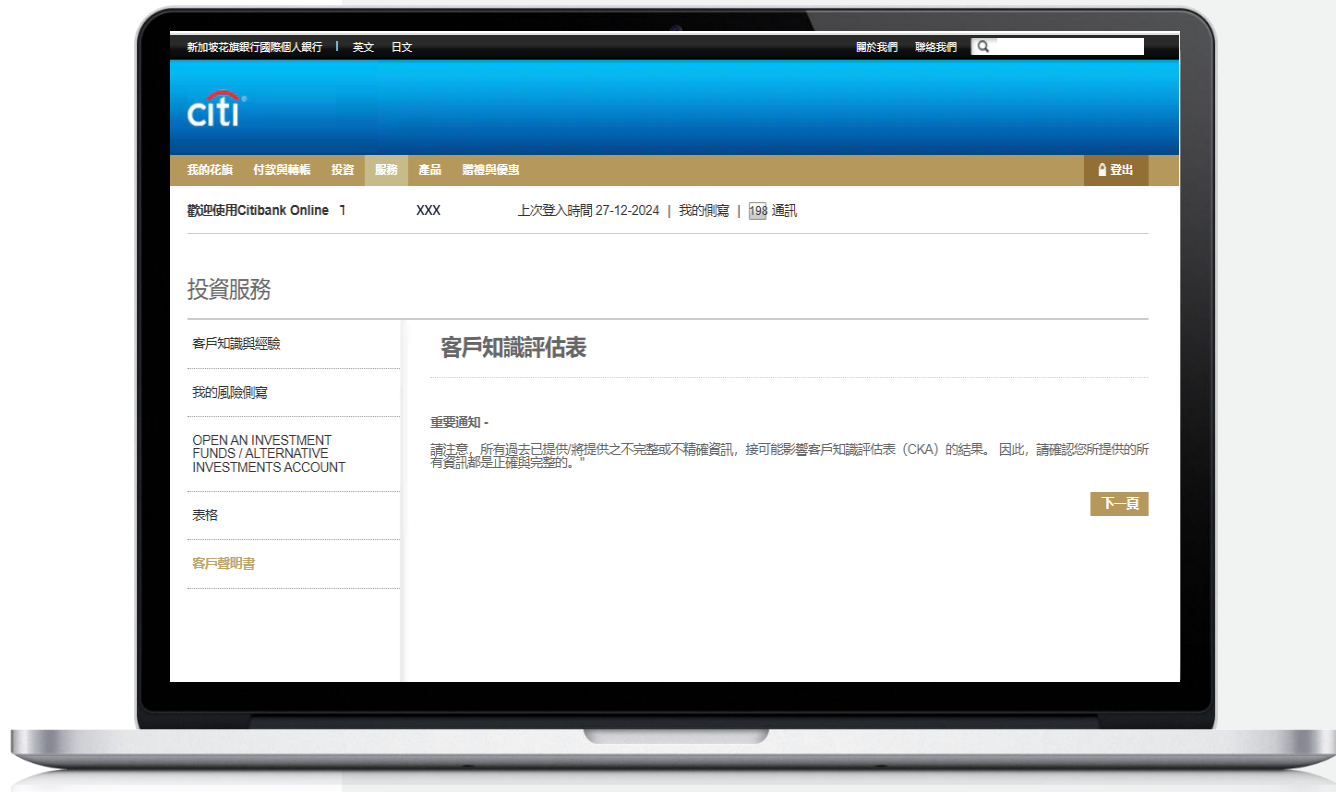 新加坡花旗銀行國際個人銀行 | 英文 日文 關於我們 聯絡我們
citi
我的花旗 付款與轉帳 投資 服務 產品 贈禮與優惠 登出
歡迎使用Citibank Online XXX 上次登入時間 27-12-2024 | 我的側寫 | 198 通訊
投資服務
客戶知識與經驗
我的風險側寫
OPEN AN INVESTMENT
FUNDS / ALTERNATIVE
INVESTMENTS ACCOUNT
表格
客戶聲明書
客戶知識評估表
重要通知 -
請注意，所有過去已提供/將提供之不完整或不精確資訊，接可能影響客戶知識評估表（CKA）的結果。 因此，請確認您所提供的所
有資訊都是正確與完整的。"
下一頁